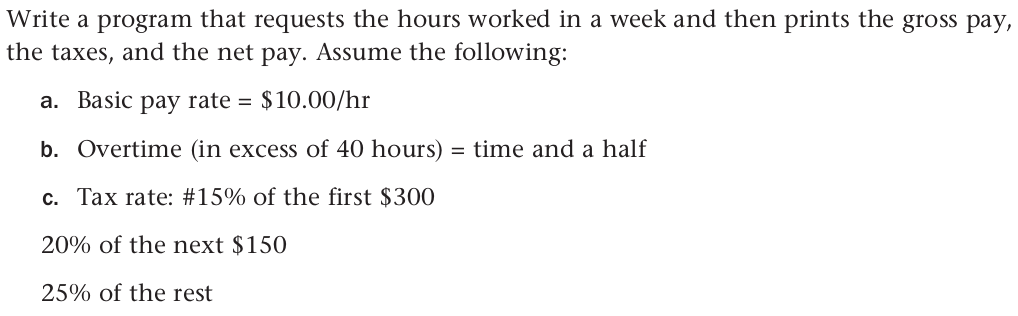 Write a program that requests the hours worked in a week and then prints the gross pay,
the taxes, and the net pay. Assume the following:
a. Basic pay rate = $10.00/hr
b. Overtime (in excess of 40 hours) = time and a half
c. Tax rate: #15% of the first $300
20% of the next $150
25% of the rest